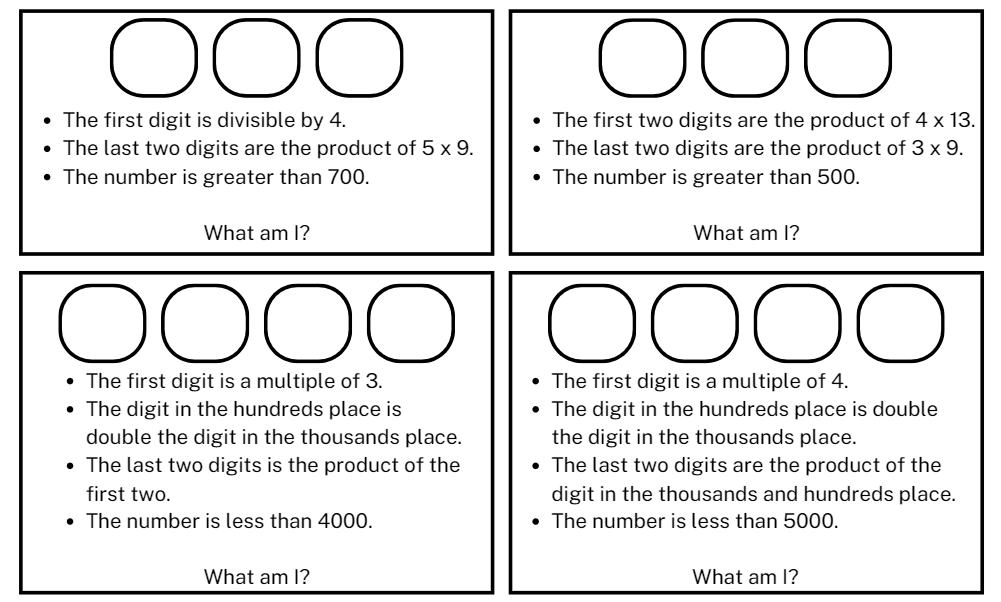 • The first digit is divisible by 4.
• The last two digits are the product of 5 x 9.
• The number is greater than 700.
What am I?
• The first two digits are the product of 4 x 13.
• The last two digits are the product of 3 x 9.
• The number is greater than 500.
What am I?
• The first digit is a multiple of 3.
• The digit in the hundreds place is
double the digit in the thousands place.
• The last two digits is the product of the
first two.
• The number is less than 4000.
What am I?
• The first digit is a multiple of 4.
• The digit in the hundreds place is double
the digit in the thousands place.
• The last two digits are the product of the
digit in the thousands and hundreds place.
• The number is less than 5000.
What am I?